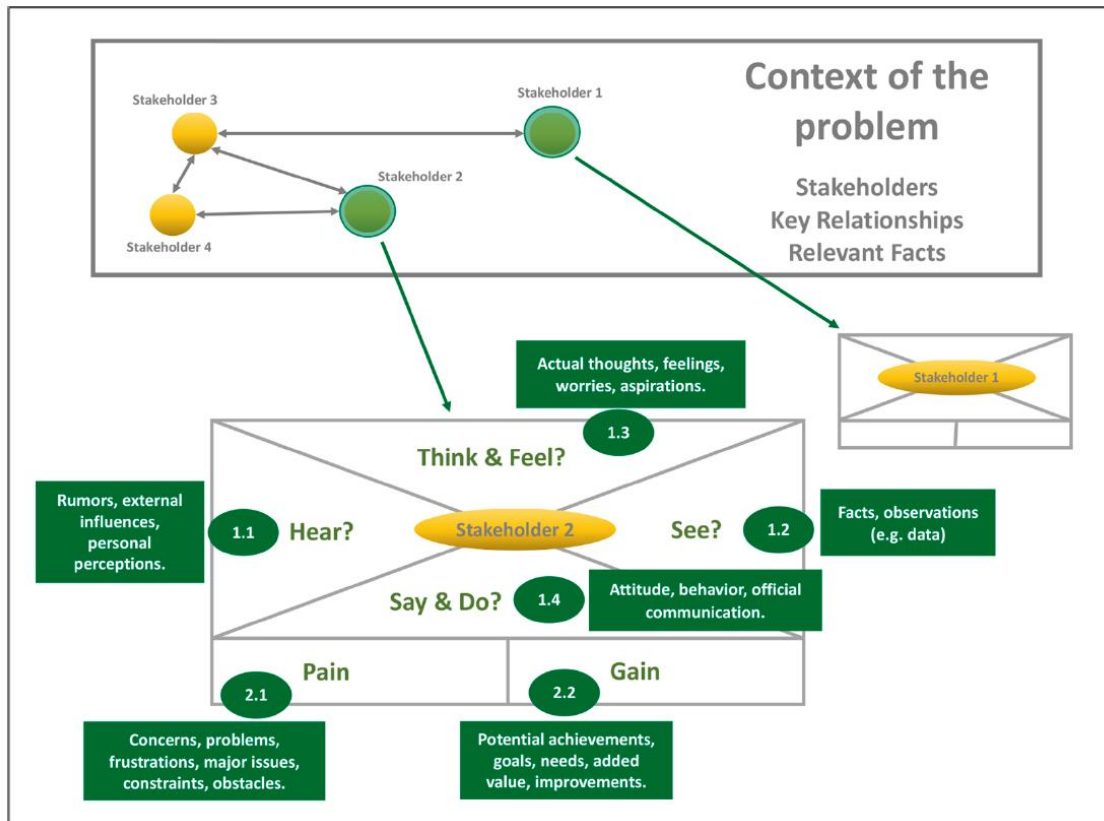 Context of the
problem
Stakeholders
Key Relationships
Relevant Facts
Stakeholder 3
Stakeholder 1
Stakeholder 2
Stakeholder 4
Stakeholder 1
Actual thoughts, feelings,
worries, aspirations.
1.3
Think & Feel?
Rumors, external
influences,
personal
perceptions.
1.1
Hear?
Stakeholder 2
See?
1.2
Facts, observations
(e.g. data)
Say & Do?
1.4
Attitude, behavior, official
communication.
Pain
2.1
Concerns, problems,
frustrations, major issues,
constraints, obstacles.
Gain
2.2
Potential achievements,
goals, needs, added
value, improvements.